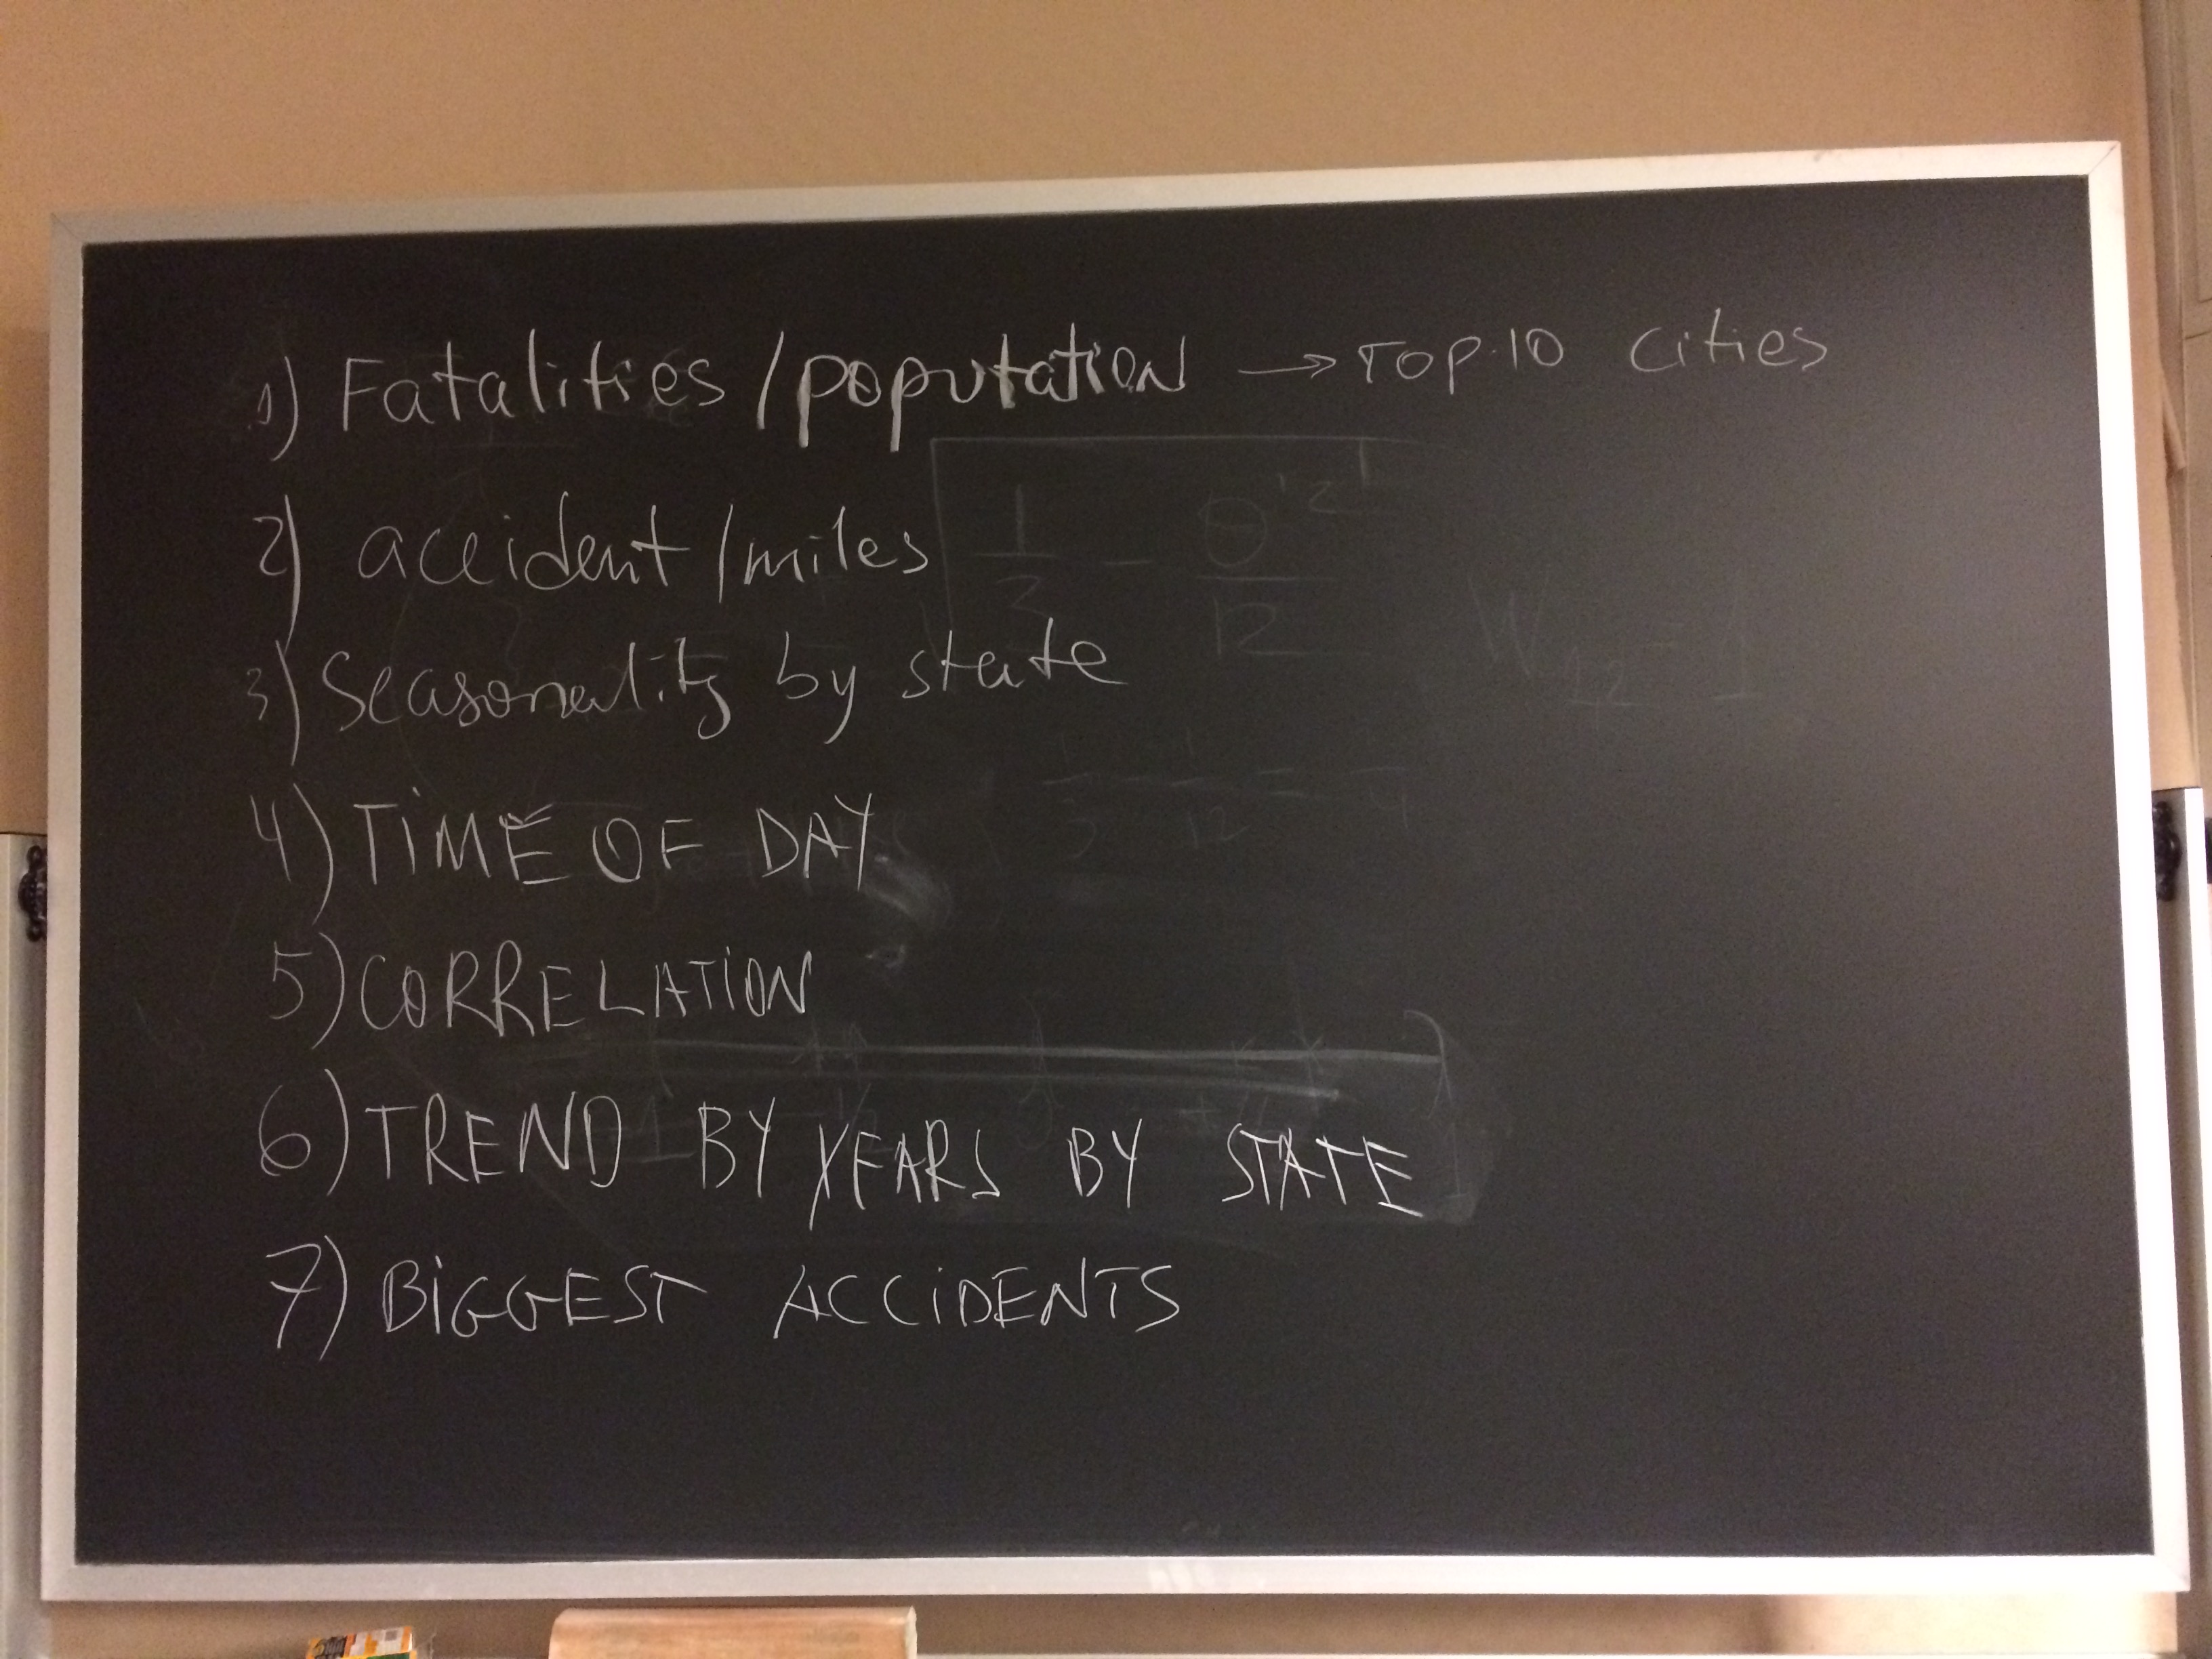 1) Fatalities/population → TOP 10 cities
2) accident/miles
3) Seasonality by state
4) TiME OF DAY
5) CORRELATiON
6) TREND BY YEARS BY STATE
7) BiGGEST ACCiDENTS